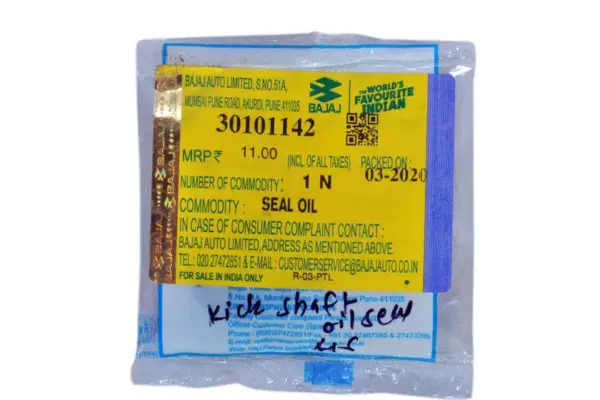 BAJAJ AUTO LIMITED, S.NO.51A,
MUMBAI PUNE ROAD, AKURDI, PUNE 411035
BAJAJ
THE WORLD'S
FAVOURITE
INDIAN
30101142
MRP ₹ 11.00 (INCL. OF ALL TAXES) PACKED ON :
03-2020
NUMBER OF COMMODITY: 1 N
COMMODITY : SEAL OIL
IN CASE OF CONSUMER COMPLAINT CONTACT :
BAJAJ AUTO LIMITED, ADDRESS AS MENTIONED ABOVE.
TEL: 020 27472851 & E-MAIL : CUSTOMERSERVICE@BAJAJAUTO.CO.IN
FOR SALE IN INDIA ONLY R-03-PTL
BAJAJ BAJAJ BAJAJ
Kick shaft
oil seal